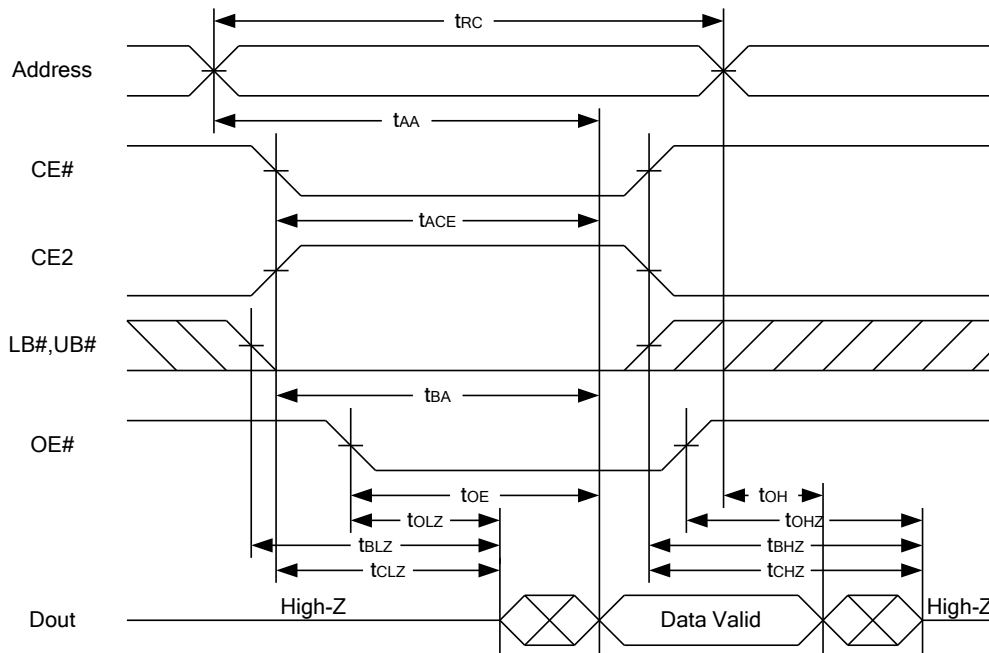 tRC
Address
tAA
CE#
tACE
CE2
LB#,UB#
tBA
OE#
tOE
tOH
tOLZ
tOHZ
tBLZ
tBHZ
tCLZ
tCHZ
Dout
High-Z
Data Valid
High-Z